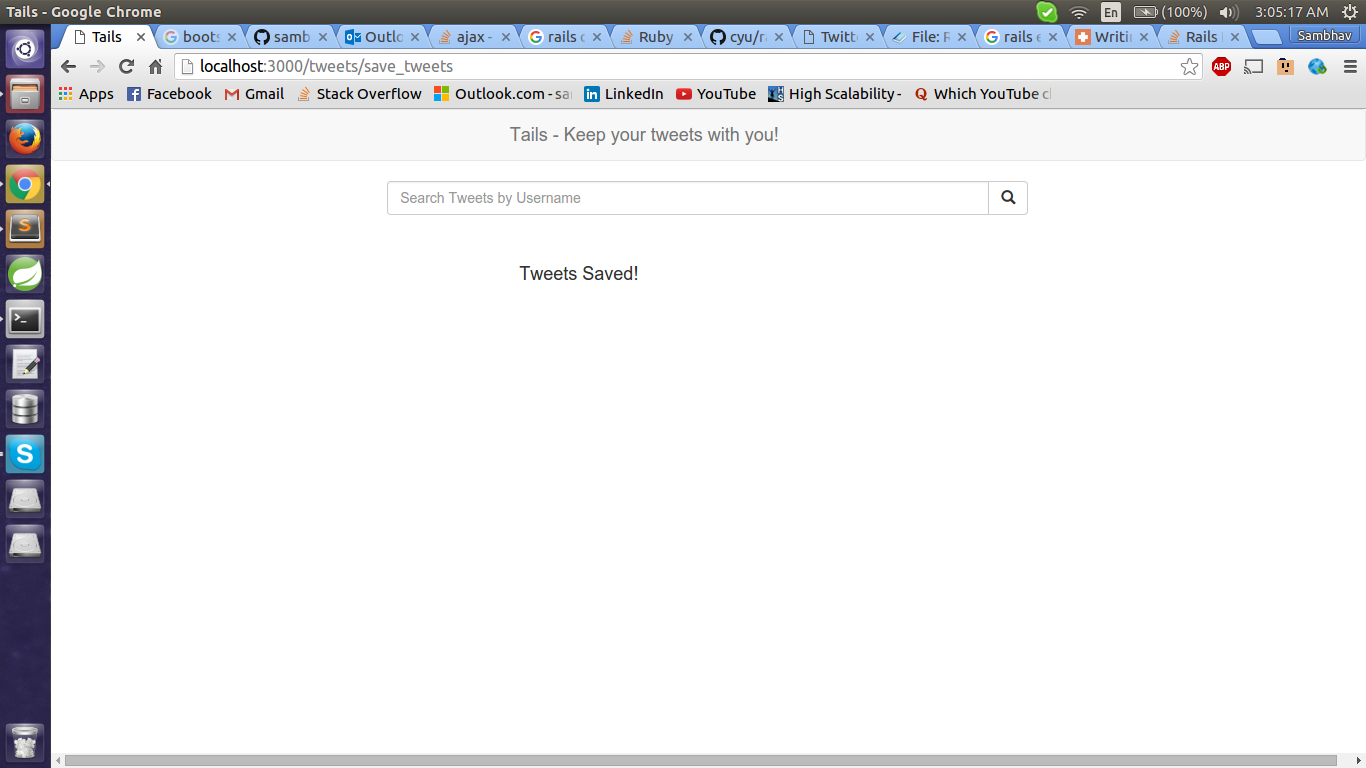 Tails - Google Chrome
En (100%) 3:05:17 AM
Tails boots samb Outlo ajax - rails c Ruby cyu/r Twitt File: R rails e Writi Rails Sambhav
localhost:3000/tweets/save_tweets ABP
Apps Facebook Gmail Stack Overflow Outlook.com - sa LinkedIn YouTube High Scalability - Which YouTube cl
Tails - Keep your tweets with you!
Search Tweets by Username
Tweets Saved!